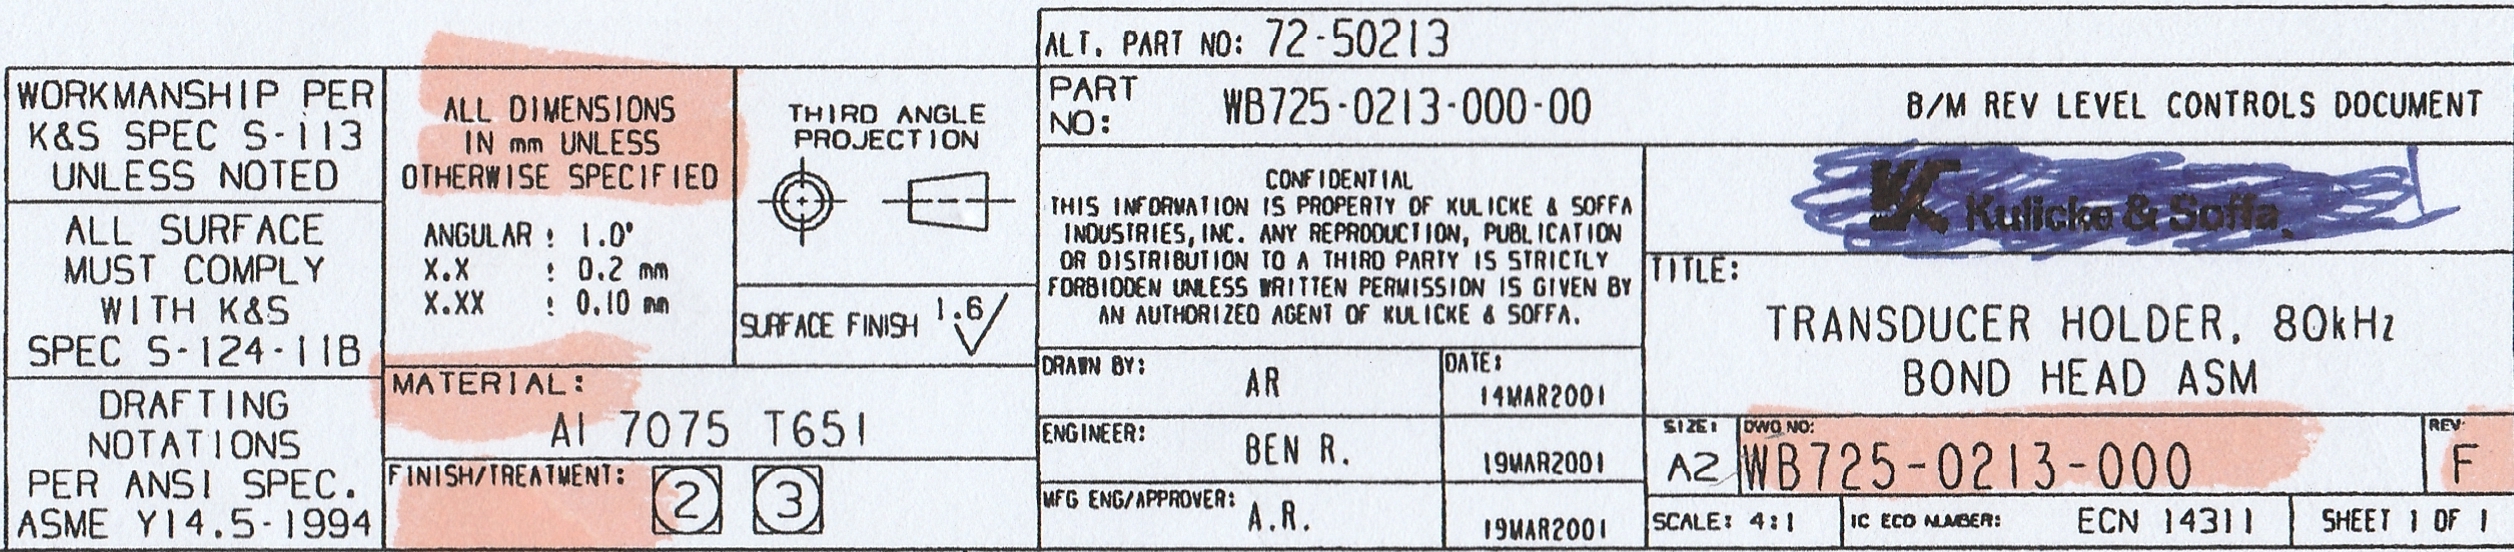 WORKMANSHIP PER
K&S SPEC S-113
UNLESS NOTED
ALL SURFACE
MUST COMPLY
WITH K&S
SPEC S-124-11B
DRAFTING
NOTATIONS
PER ANSI SPEC.
ASME Y14.5-1994
ALL DIMENSIONS
IN mm UNLESS
OTHERWISE SPECIFIED
ANGULAR : 1.0°
X.X : 0.2 mm
X.XX : 0.10 mm
THIRD ANGLE
PROJECTION
SURFACE FINISH 1.6
MATERIAL:
Al 7075 T651
FINISH/TREATMENT: 2 3
ALT. PART NO: 72-50213
PART
NO: WB725-0213-000-00
B/M REV LEVEL CONTROLS DOCUMENT
CONFIDENTIAL
THIS INFORMATION IS PROPERTY OF KULICKE & SOFFA
INDUSTRIES, INC. ANY REPRODUCTION, PUBLICATION
OR DISTRIBUTION TO A THIRD PARTY IS STRICTLY
FORBIDDEN UNLESS WRITTEN PERMISSION IS GIVEN BY
AN AUTHORIZED AGENT OF KULICKE & SOFFA.
Kulicke & Soffa
TITLE:
TRANSDUCER HOLDER, 80kHz
BOND HEAD ASM
DRAWN BY: AR
DATE: 14MAR2001
ENGINEER: BEN R.
19MAR2001
MFG ENG/APPROVER: A.R.
19MAR2001
SIZE: A2
DWG NO: WB725-0213-000
REV: F
SCALE: 4:1
IC ECO NUMBER: ECN 14311
SHEET 1 OF 1